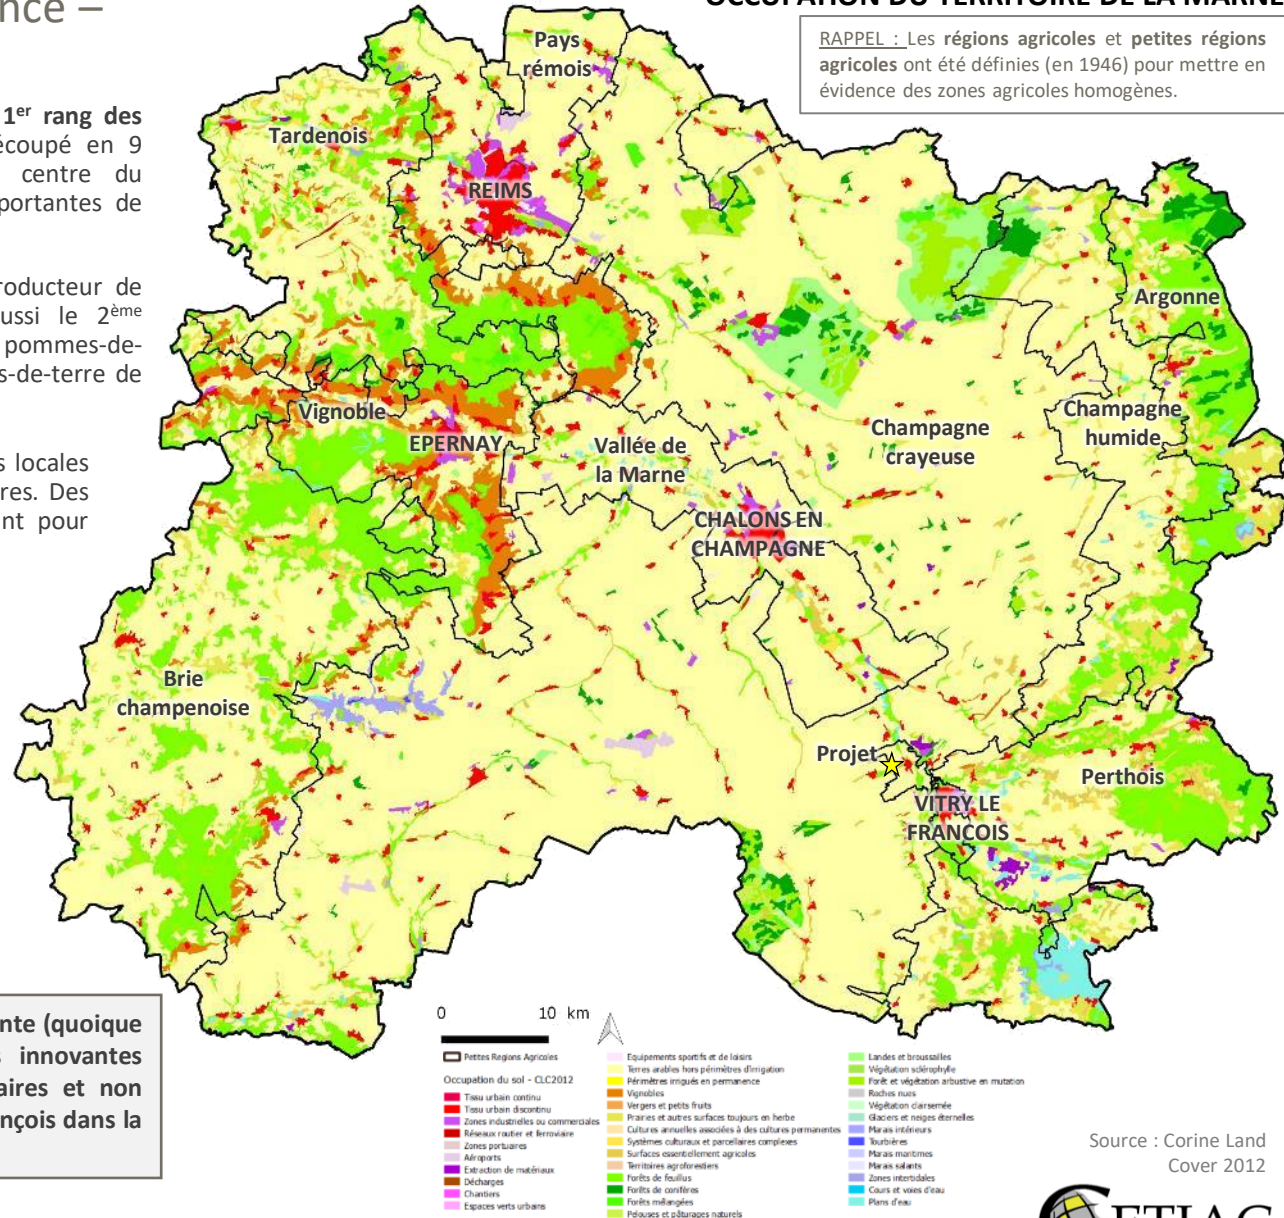 nce –
OCCUPATION DU TERRITOIRE DE LA MARNE
RAPPEL : Les régions agricoles et petites régions
agricoles ont été définies (en 1946) pour mettre en
évidence des zones agricoles homogènes.
1er rang des
écoupé en 9
centre du
portantes de
roducteur de
ussi le 2ème
pommes-de-
s-de-terre de
s locales
res. Des
nt pour
Pays
rémois
Tardenois
REIMS
Argonne
Vignoble
EPERNAY
Vallée de
la Marne
Champagne
crayeuse
Champagne
humide
CHALONS EN
CHAMPAGNE
Brie
champenoise
Projet
Perthois
VITRY LE
FRANCOIS
nte (quoique
s innovantes
aires et non
nçois dans la
0 10 km
Petites Regions Agricoles
Occupation du sol - CLC2012
Tissu urbain continu
Tissu urbain discontinu
Zones industrielles ou commerciales
Réseaux routier et ferroviaire
Zones portuaires
Aéroports
Extraction de matériaux
Décharges
Chantiers
Espaces verts urbains
Equipements sportifs et de loisirs
Terres arables hors périmètres d'irrigation
Périmètres irrigués en permanence
Vignobles
Vergers et petits fruits
Prairies et autres surfaces toujours en herbe
Cultures annuelles associées à des cultures permanentes
Systèmes culturaux et parcellaires complexes
Surfaces essentiellement agricoles
Territoires agroforestiers
Forêts de feuillus
Forêts de conifères
Forêts mélangées
Pelouses et pâturages naturels
Landes et broussailles
Végétation sclérophylle
Forêt et végétation arbustive en mutation
Roches nues
Végétation clairsemée
Glaciers et neiges éternelles
Marais intérieurs
Tourbières
Marais maritimes
Marais salants
Zones intertidales
Cours et voies d'eau
Plans d'eau
Source : Corine Land
Cover 2012
CETIAC